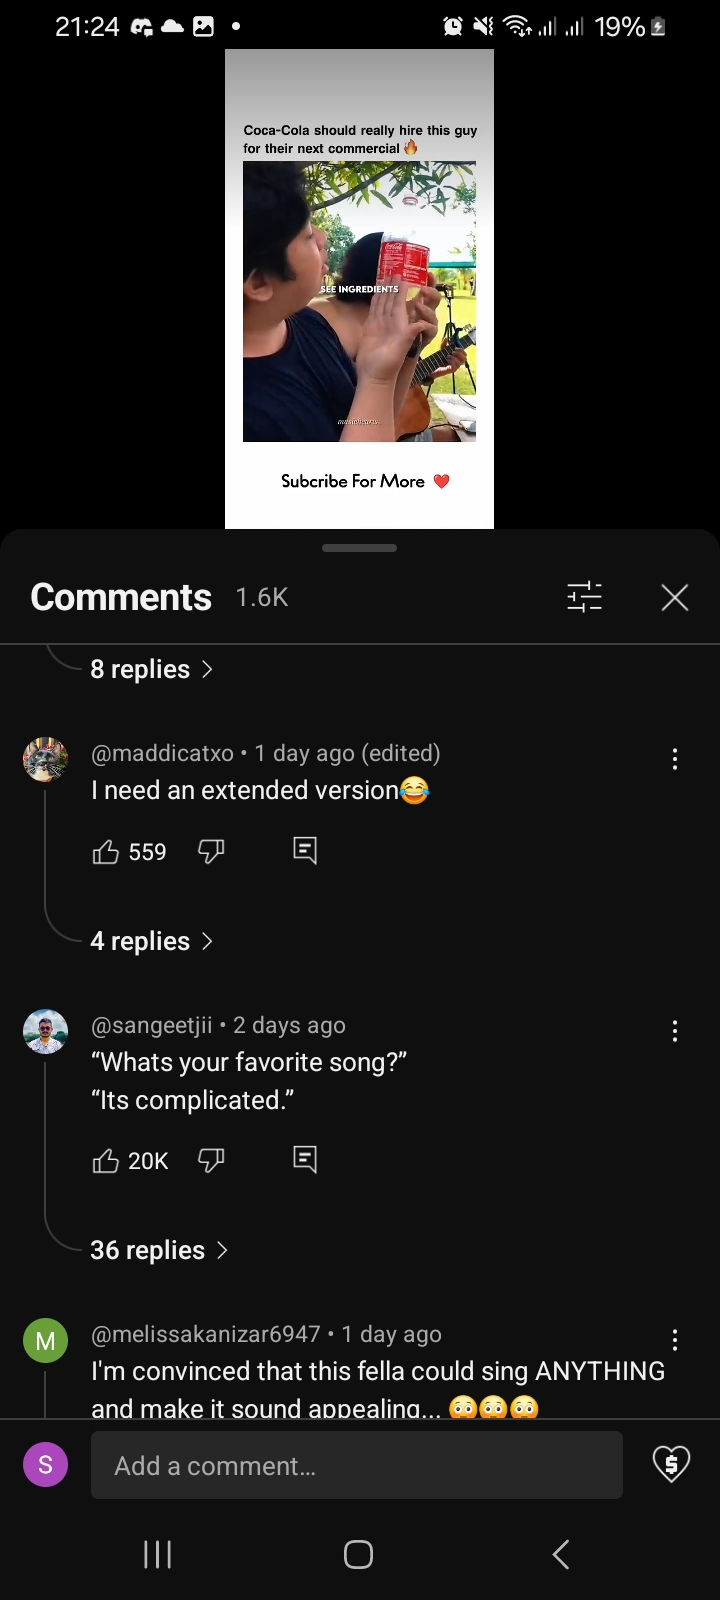 21:24
19%
Coca-Cola should really hire this guy
for their next commercial 🔥
Coca-Cola
SEE INGREDIENTS
Subcribe For More ❤️
Comments 1.6K
8 replies
@maddicatxo • 1 day ago (edited)
I need an extended version😂
559
4 replies
@sangeetjii • 2 days ago
“Whats your favorite song?”
“Its complicated.”
20K
36 replies
M
@melissakanizar6947 • 1 day ago
I'm convinced that this fella could sing ANYTHING
and make it sound appealing... 😳😳😳
S
Add a comment...